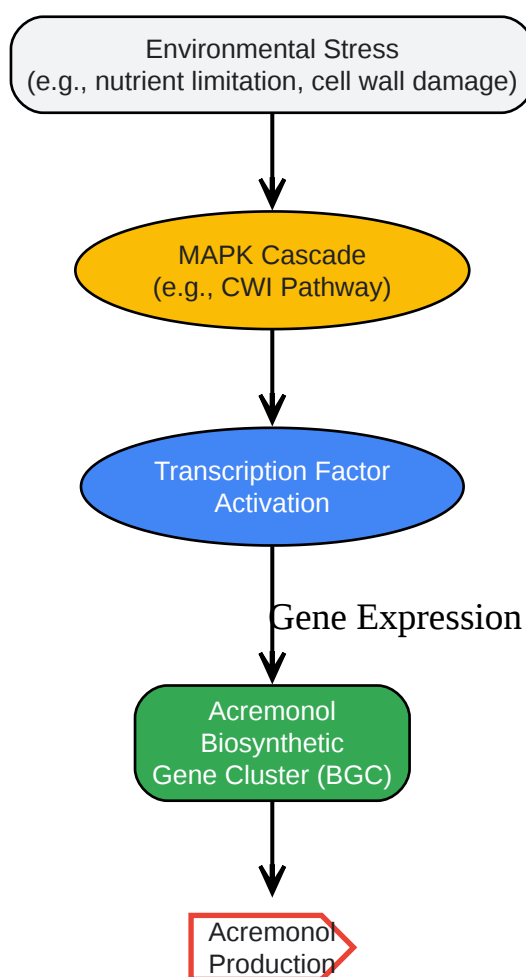 Environmental Stress
(e.g., nutrient limitation, cell wall damage)
MAPK Cascade
(e.g., CWI Pathway)
Transcription Factor
Activation
Gene Expression
Acremonol
Biosynthetic
Gene Cluster (BGC)
Acremonol
Production